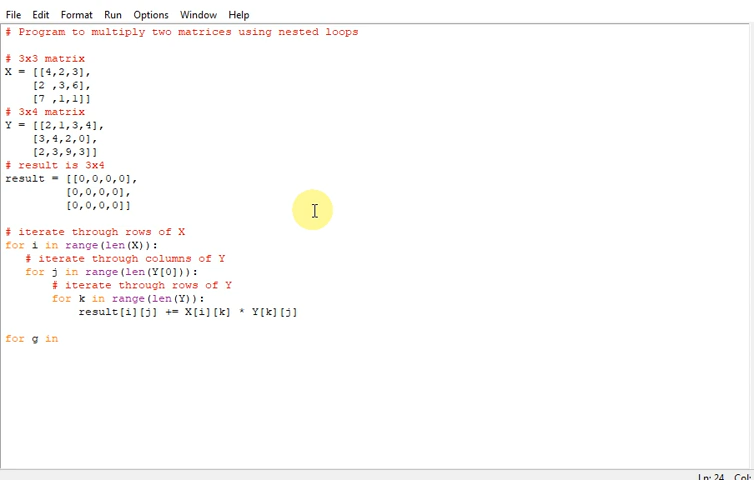 File Edit Format Run Options Window Help
# Program to multiply two matrices using nested loops
# 3x3 matrix
X = [[4,2,3],
    [2 ,3,6],
    [7 ,1,1]]
# 3x4 matrix
Y = [[2,1,3,4],
    [3,4,2,0],
    [2,3,9,3]]
# result is 3x4
result = [[0,0,0,0],
         [0,0,0,0],
         [0,0,0,0]]
# iterate through rows of X
for i in range(len(X)):
   # iterate through columns of Y
   for j in range(len(Y[0])):
       # iterate through rows of Y
       for k in range(len(Y)):
           result[i][j] += X[i][k] * Y[k][j]
for g in
Ln: 24 Col: